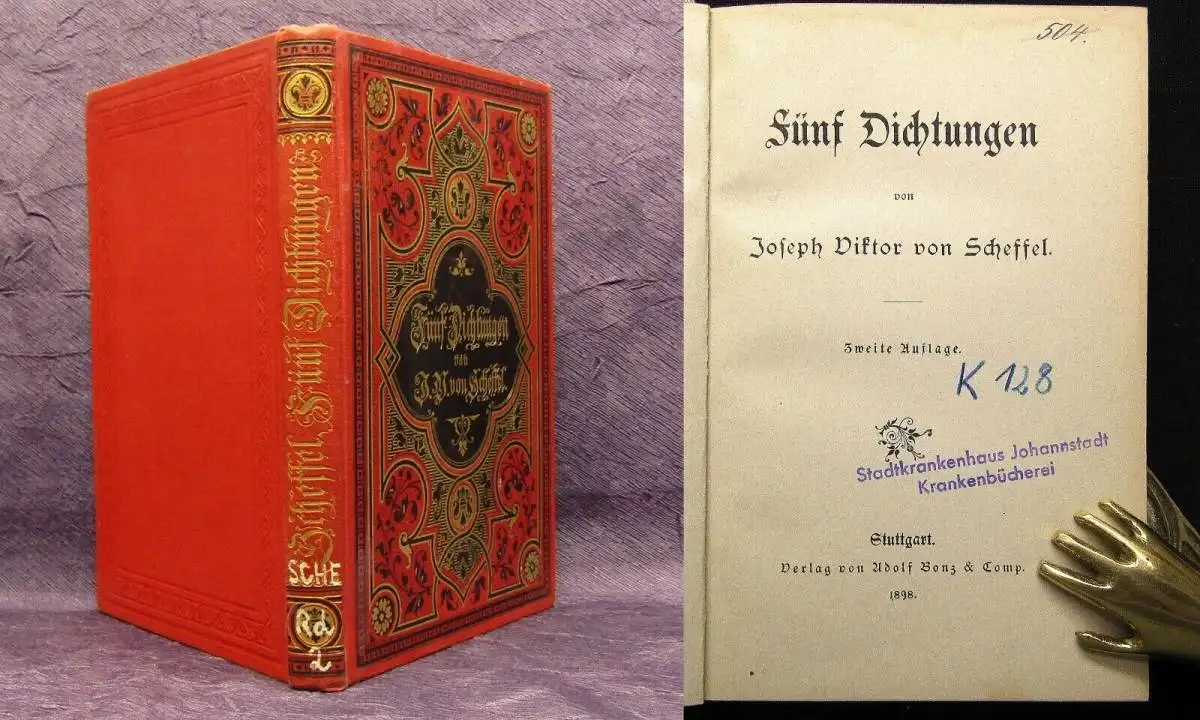 Scheffel, Fünf Dichtungen.
SCHE
Rd
2
Fünf Dichtungen
von
J. V. von Scheffel.
504.
Fünf Dichtungen
von
Joseph Viktor von Scheffel.
Zweite Auflage.
K 128
Stadtkrankenhaus Johannstadt
Krankenbücherei
Stuttgart.
Verlag von Adolf Bonz & Comp.
1898.